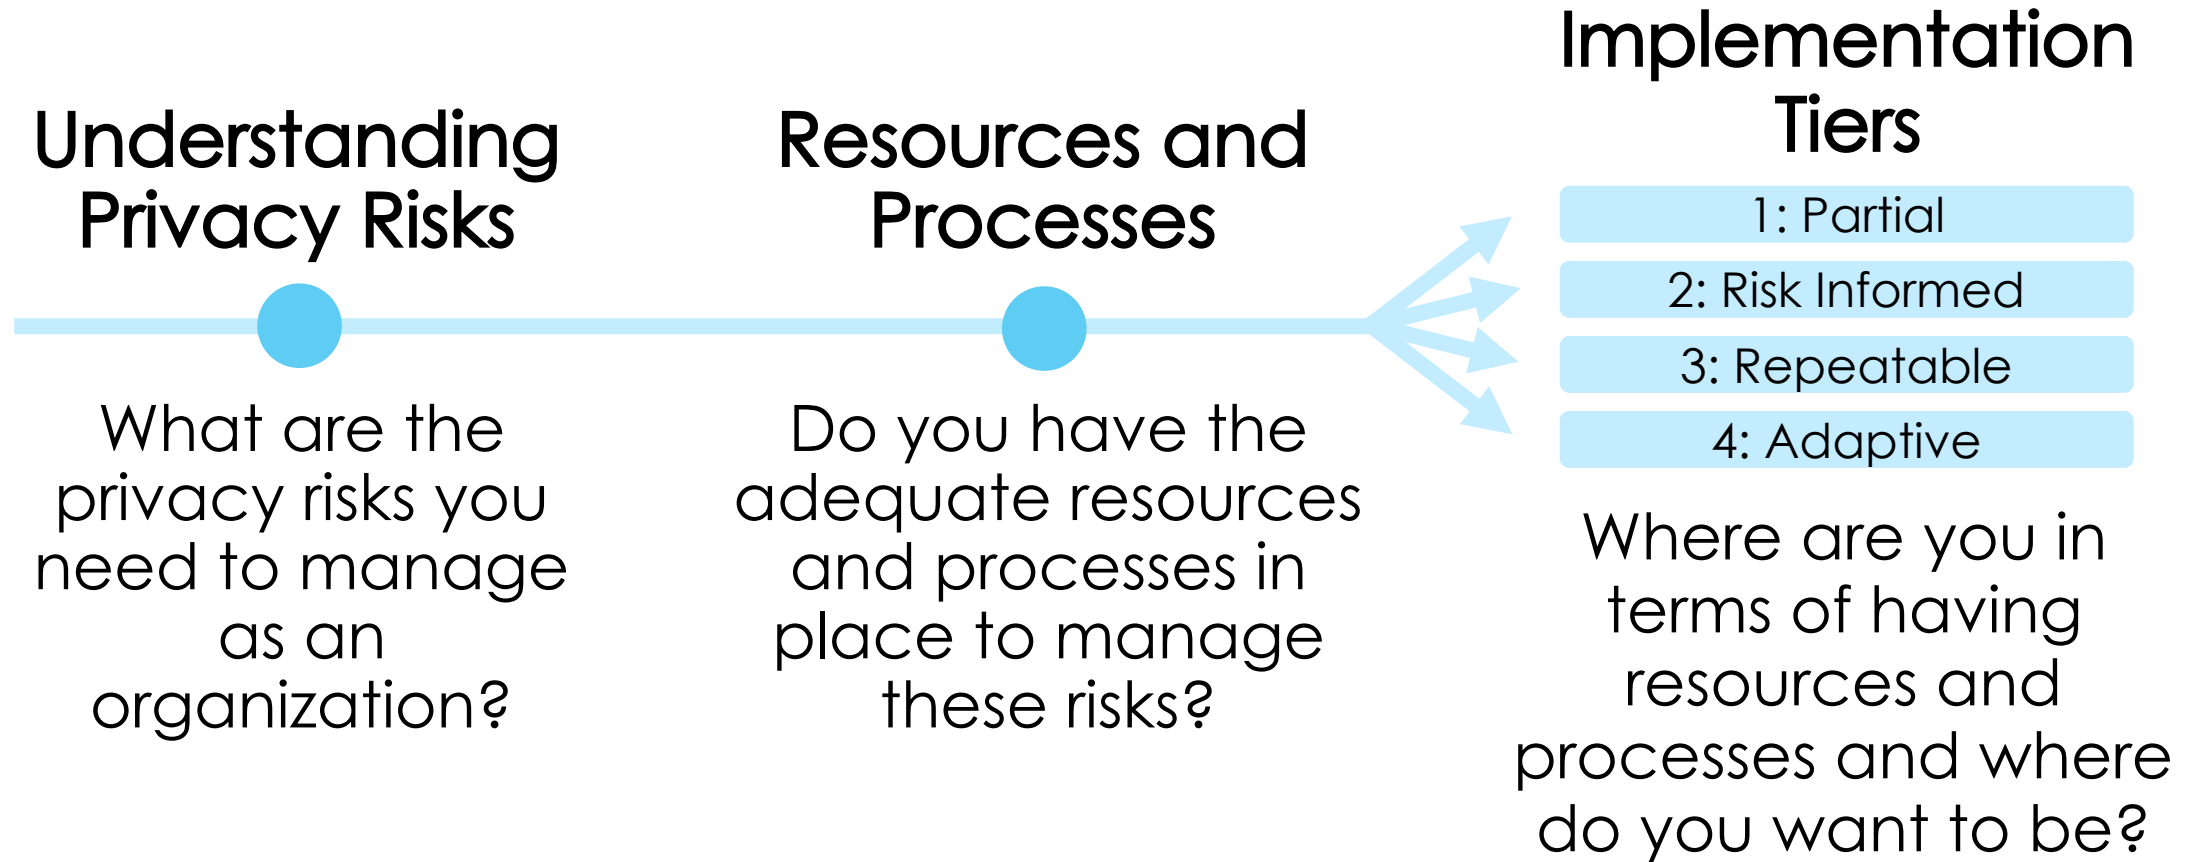 Understanding
Privacy Risks
What are the
privacy risks you
need to manage
as an
organization?
Resources and
Processes
Do you have the
adequate resources
and processes in
place to manage
these risks?
Implementation
Tiers
1: Partial
2: Risk Informed
3: Repeatable
4: Adaptive
Where are you in
terms of having
resources and
processes and where
do you want to be?